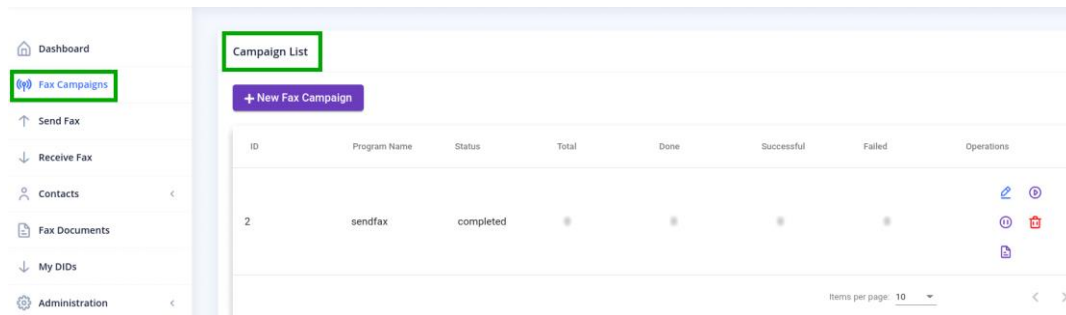 Dashboard
Fax Campaigns
Send Fax
Receive Fax
Contacts
Fax Documents
My DIDs
Administration
Campaign List
+ New Fax Campaign
ID Program Name Status Total Done Successful Failed Operations
2 sendfax completed
Items per page: 10